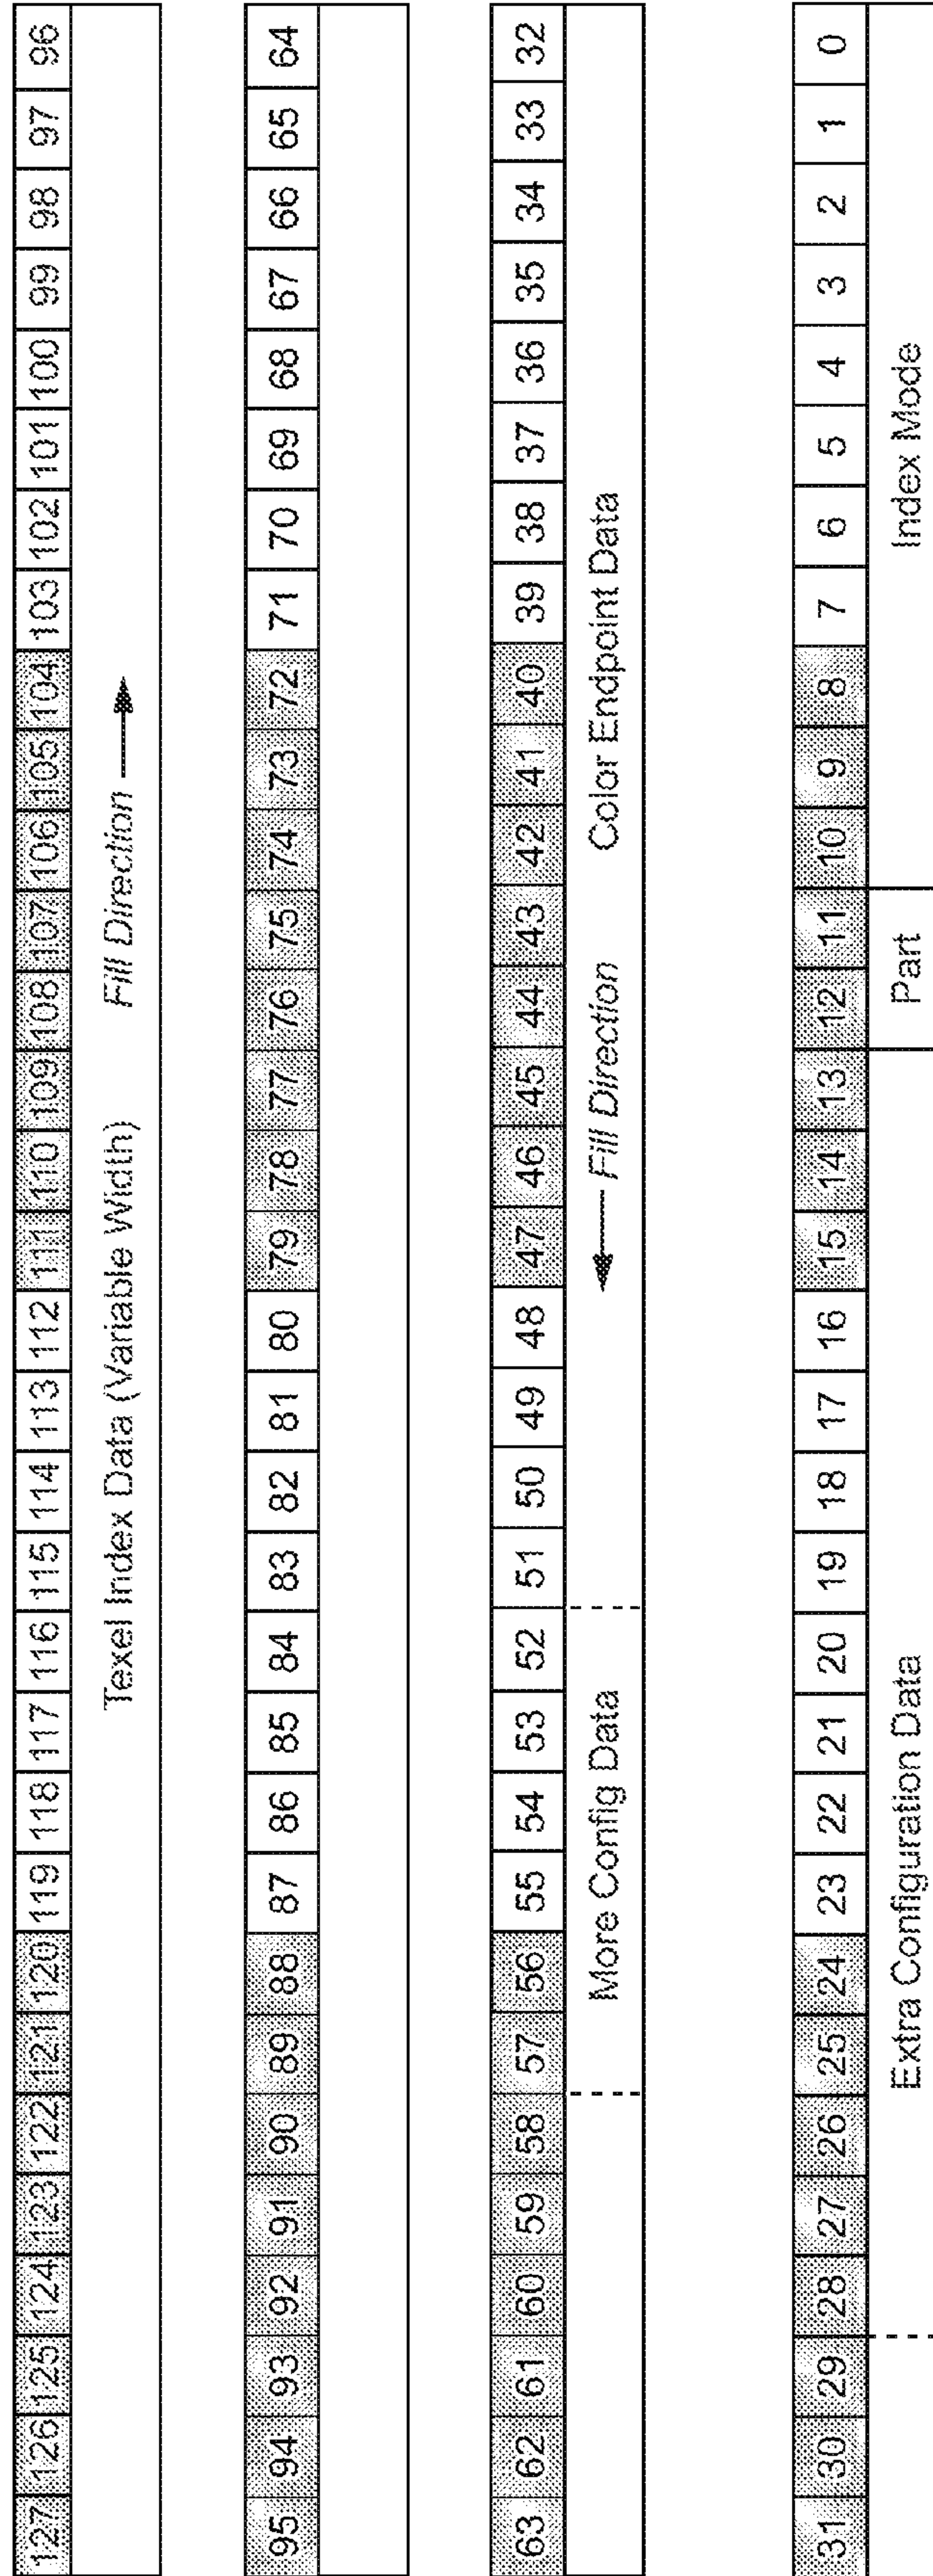 127 126 125 124 123 122 121 120 119 118 117 116 115 114 113 112 111 110 109 108 107 106 105 104 103 102 101 100 99 98 97 96
Texel Index Data (Variable Width) Fill Direction
95 94 93 92 91 90 89 88 87 86 85 84 83 82 81 80 79 78 77 76 75 74 73 72 71 70 69 68 67 66 65 64
63 62 61 60 59 58 57 56 55 54 53 52 51 50 49 48 47 46 45 44 43 42 41 40 39 38 37 36 35 34 33 32
More Config Data Fill Direction Color Endpoint Data
31 30 29 28 27 26 25 24 23 22 21 20 19 18 17 16 15 14 13 12 11 10 9 8 7 6 5 4 3 2 1 0
Extra Configuration Data Part Index Mode